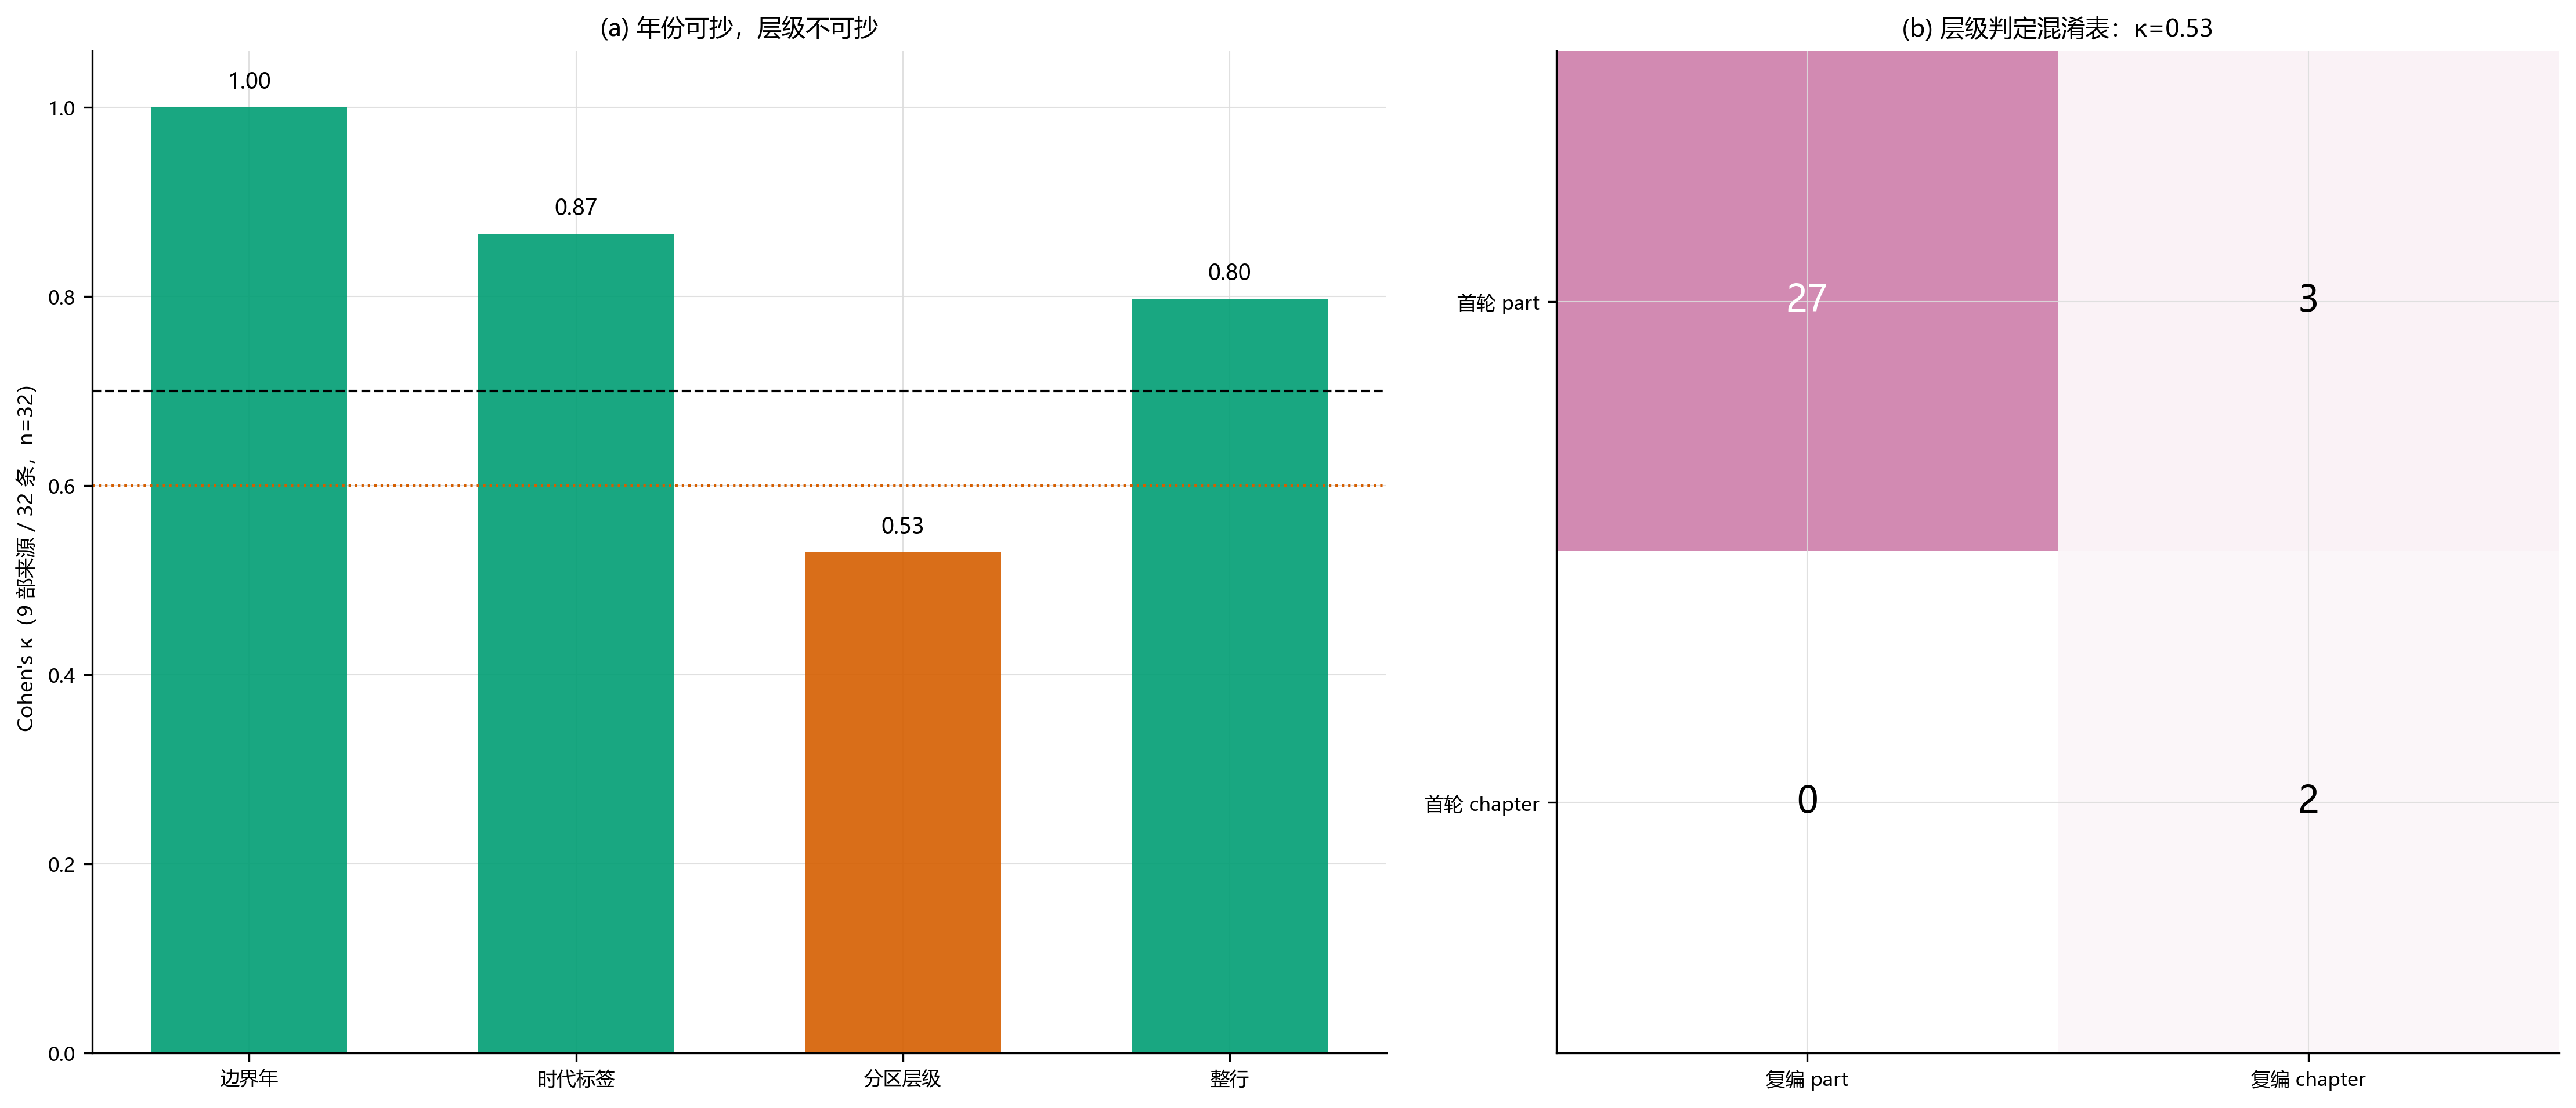 (a) 年份可抄，层级不可抄
1.00
0.87
0.53
0.80
1.0
0.8
0.6
0.4
0.2
0.0
Cohen's κ（9 部来源 / 32 条，n=32）
边界年
时代标签
分区层级
整行
(b) 层级判定混淆表：κ=0.53
首轮 part
27
3
首轮 chapter
0
2
复编 part
复编 chapter